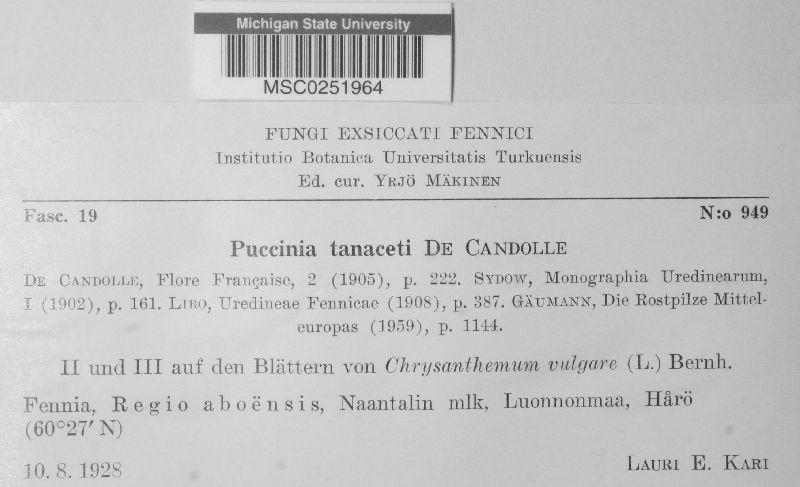 Michigan State University
MSC0251964
FUNGI EXSICCATI FENNICI
Institutio Botanica Universitatis Turkuensis
Ed. cur. YRJÖ MÄKINEN
Fasc. 19
N:o 949
Puccinia tanaceti DE CANDOLLE
DE CANDOLLE, Flore Française, 2 (1905), p. 222. SYDOW, Monographia Uredinearum,
I (1902), p. 161. LIRO, Uredineae Fennicae (1908), p. 387. GÄUMANN, Die Rostpilze Mittel-
europas (1959), p. 1144.
II und III auf den Blättern von Chrysanthemum vulgare (L.) Bernh.
Fennia, Regio aboënsis, Naantalin mlk, Luonnonmaa, Hårö
(60°27′ N)
10. 8. 1928
LAURI E. KARI